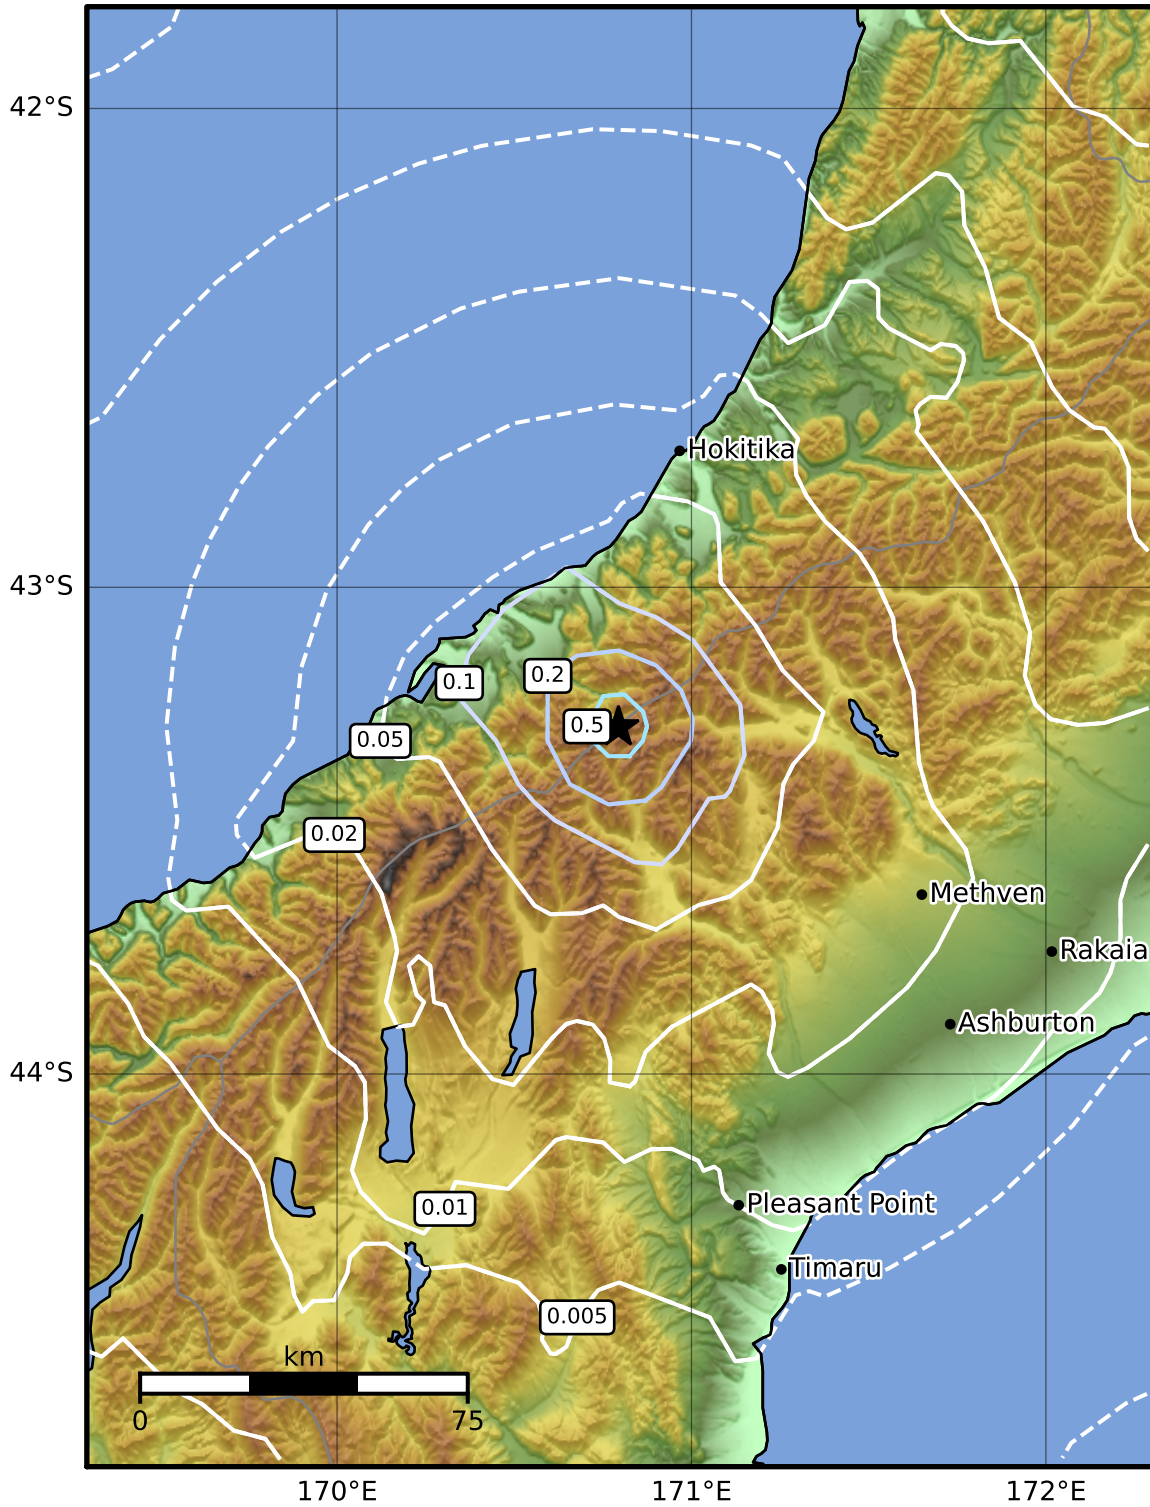 42°S
Hokitika
43°S
0.1
0.2
0.5
0.05
0.02
Methven
Rakaia
Ashburton
44°S
Pleasant Point
0.01
Timaru
0.005
km
0
75
170°E
171°E
172°E